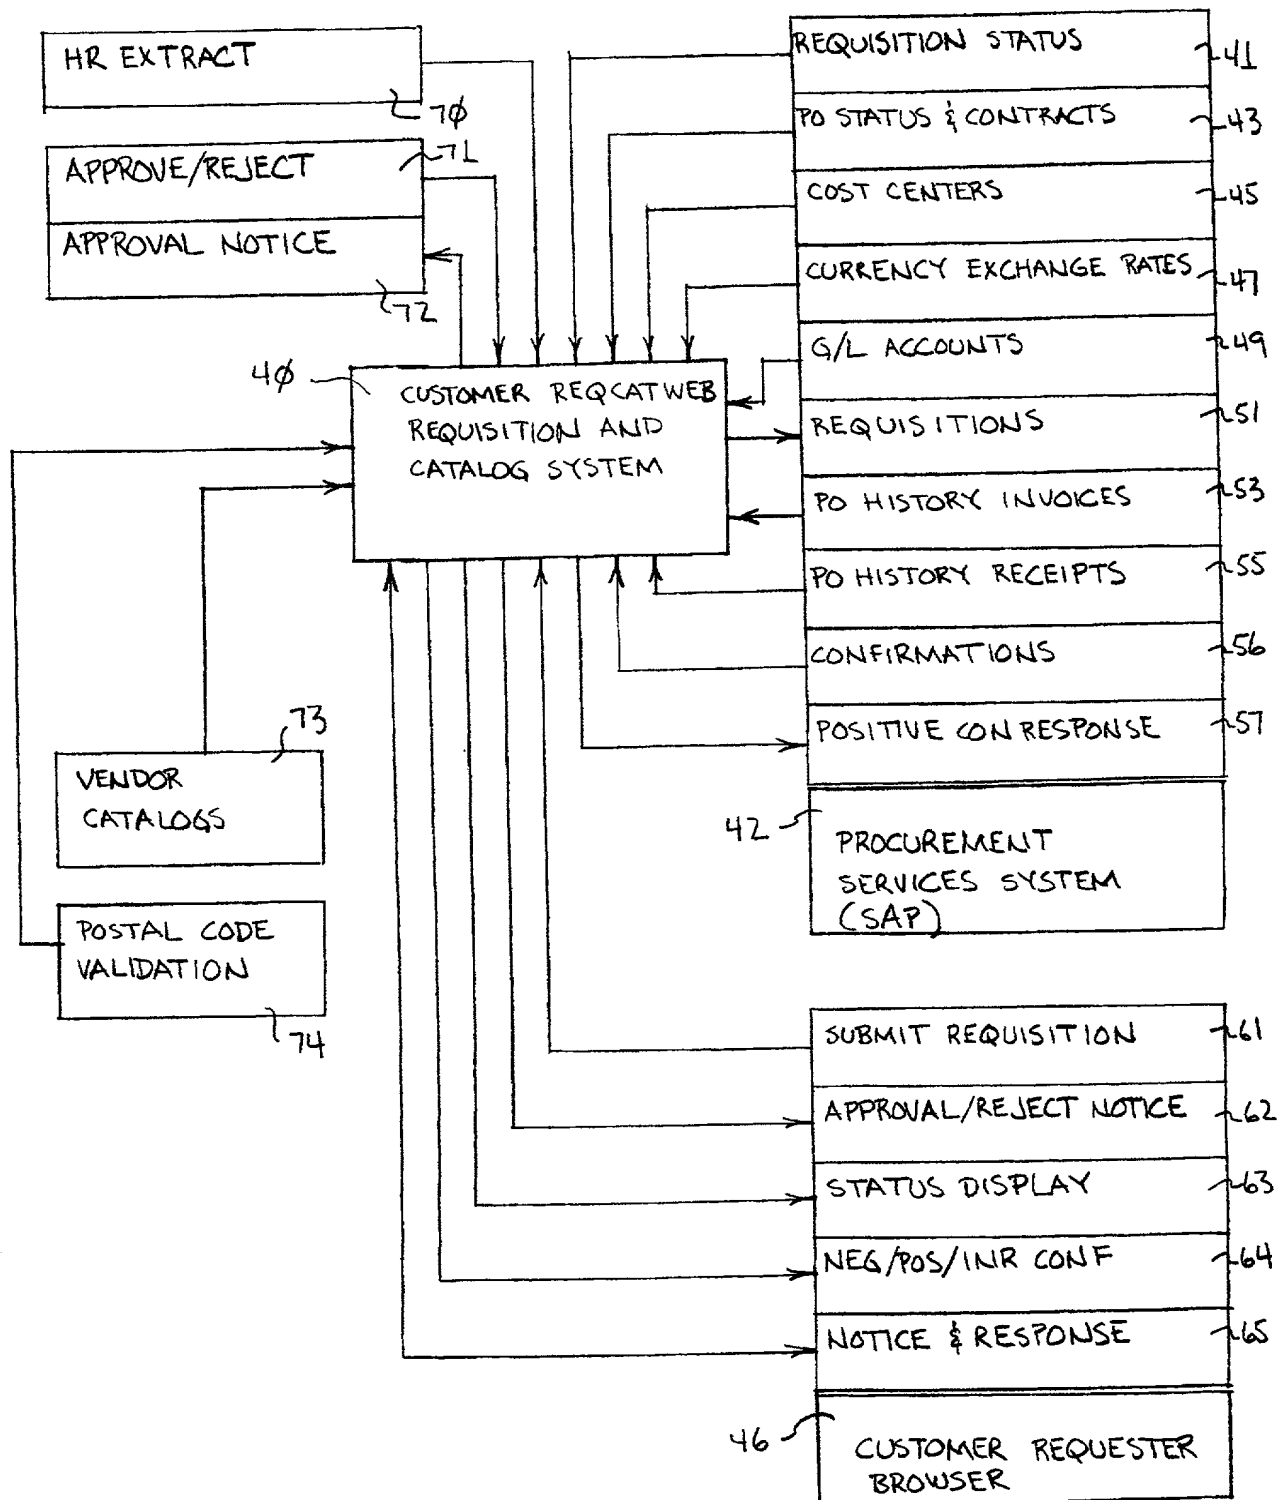 HR EXTRACT
70
APPROVE/REJECT
71
APPROVAL NOTICE
72
REQUISITION STATUS
41
PO STATUS & CONTRACTS
43
COST CENTERS
45
CURRENCY EXCHANGE RATES
47
G/L ACCOUNTS
49
REQUISITIONS
51
PO HISTORY INVOICES
53
PO HISTORY RECEIPTS
55
CONFIRMATIONS
56
POSITIVE CON RESPONSE
57
42
PROCUREMENT
SERVICES SYSTEM
(SAP)
40
CUSTOMER REQCATWEB
REQUISITION AND
CATALOG SYSTEM
73
VENDOR
CATALOGS
POSTAL CODE
VALIDATION
74
SUBMIT REQUISITION
61
APPROVAL/REJECT NOTICE
62
STATUS DISPLAY
63
NEG/POS/INR CONF
64
NOTICE & RESPONSE
65
46
CUSTOMER REQUESTER
BROWSER